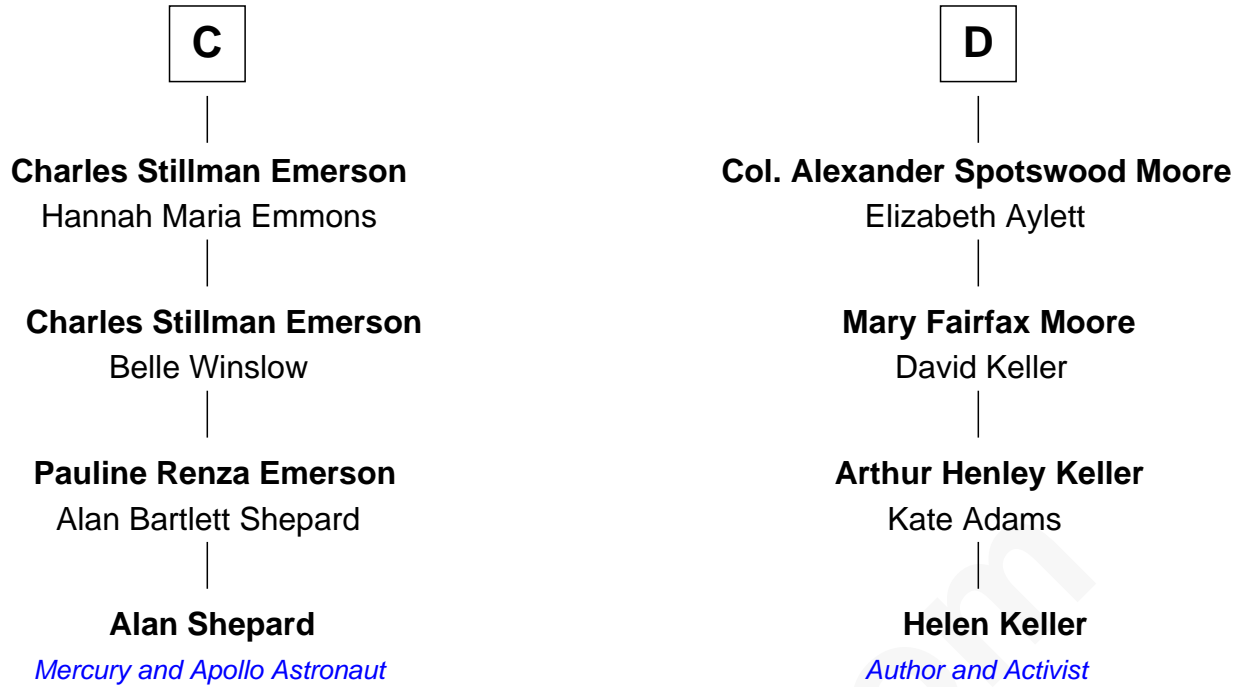 C
Charles Stillman Emerson
Hannah Maria Emmons
Charles Stillman Emerson
Belle Winslow
Pauline Renza Emerson
Alan Bartlett Shepard
Alan Shepard
Mercury and Apollo Astronaut
D
Col. Alexander Spotswood Moore
Elizabeth Aylett
Mary Fairfax Moore
David Keller
Arthur Henley Keller
Kate Adams
Helen Keller
Author and Activist
om